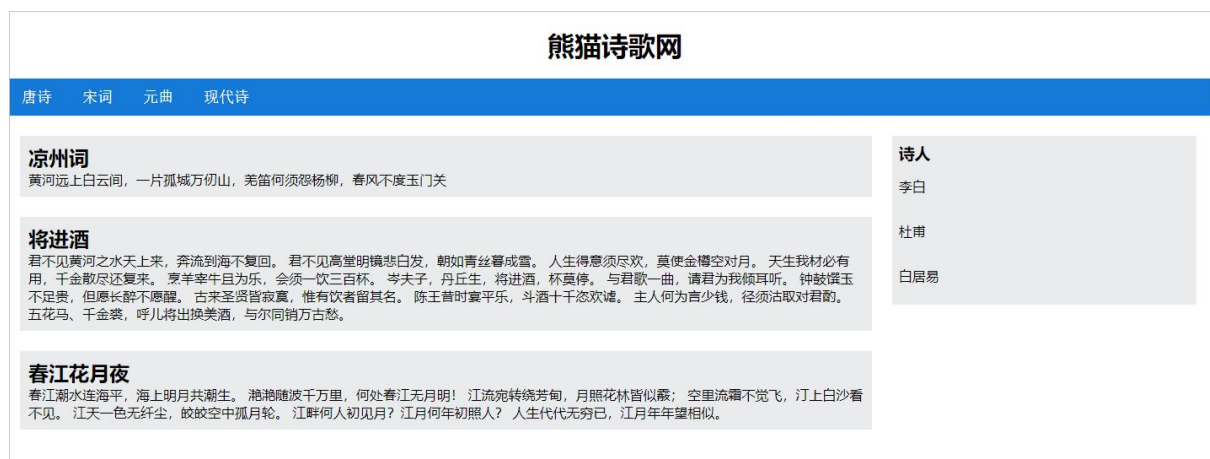 熊猫诗歌网
唐诗 宋词 元曲 现代诗
凉州词
黄河远上白云间，一片孤城万仞山，羌笛何须怨杨柳，春风不度玉门关
将进酒
君不见黄河之水天上来，奔流到海不复回。 君不见高堂明镜悲白发，朝如青丝暮成雪。 人生得意须尽欢，莫使金樽空对月。 天生我材必有
用，千金散尽还复来。 烹羊宰牛且为乐，会须一饮三百杯。 岑夫子，丹丘生，将进酒，杯莫停。 与君歌一曲，请君为我倾耳听。 钟鼓馔玉
不足贵，但愿长醉不愿醒。 古来圣贤皆寂寞，惟有饮者留其名。 陈王昔时宴平乐，斗酒十千恣欢谑。 主人何为言少钱，径须沽取对君酌。
五花马、千金裘，呼儿将出换美酒，与尔同销万古愁。
春江花月夜
春江潮水连海平，海上明月共潮生。 滟滟随波千万里，何处春江无月明！ 江流宛转绕芳甸，月照花林皆似霰； 空里流霜不觉飞，汀上白沙看
不见。 江天一色无纤尘，皎皎空中孤月轮。 江畔何人初见月？江月何年初照人？ 人生代代无穷已，江月年年望相似。
诗人
李白
杜甫
白居易